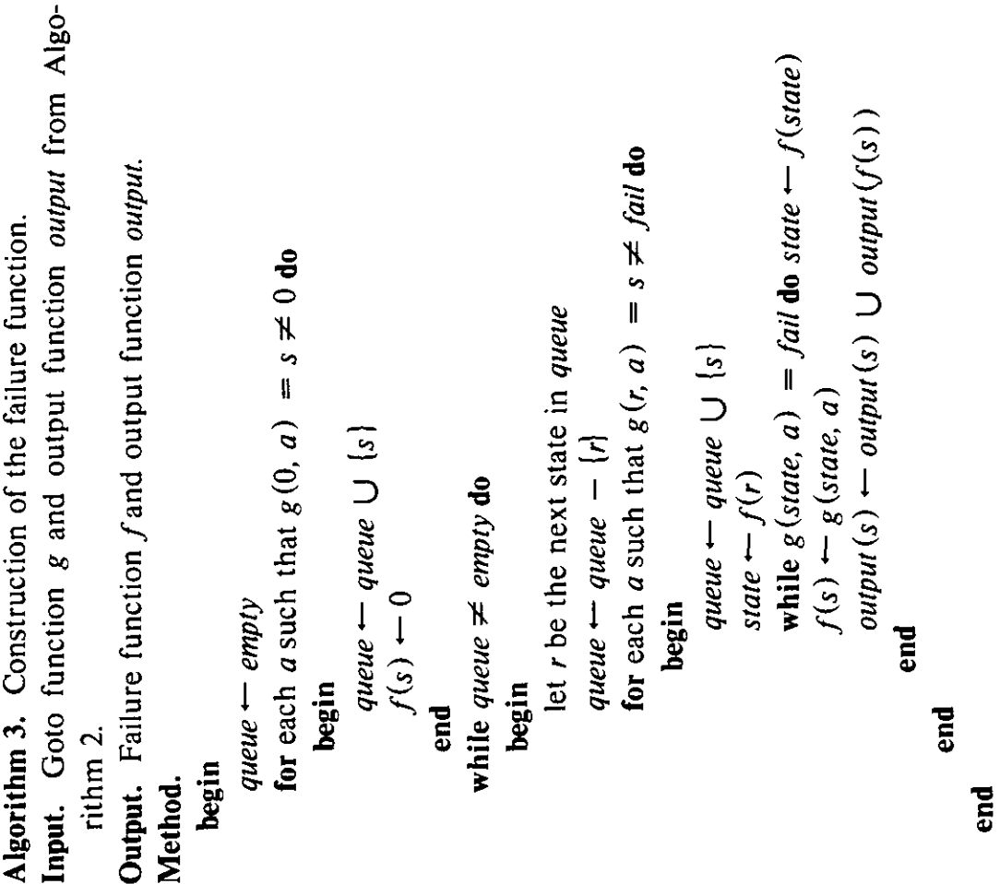 Algorithm 3. Construction of the failure function.
Input. Goto function g and output function output from Algo-
rithm 2.
Output. Failure function f and output function output.
Method.
begin
queue ← empty
for each a such that g(0, a) = s ≠ 0 do
begin
queue ← queue ∪ {s}
f(s) ← 0
end
while queue ≠ empty do
begin
let r be the next state in queue
queue ← queue − {r}
for each a such that g(r, a) = s ≠ fail do
begin
queue ← queue ∪ {s}
state ← f(r)
while g(state, a) = fail do state ← f(state)
f(s) ← g(state, a)
output(s) ← output(s) ∪ output(f(s))
end
end
end